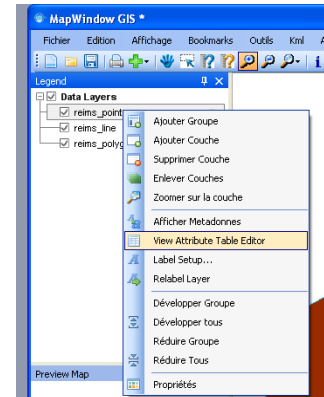 MapWindow GIS *
Fichier Edition Affichage Bookmarks Outils Kml
Legend
Data Layers
reims_point
reims_line
reims_polyg
Ajouter Groupe
Ajouter Couche
Supprimer Couche
Enlever Couches
Zoomer sur la couche
Afficher Metadonnes
View Attribute Table Editor
Label Setup...
Relabel Layer
Développer Groupe
Développer tous
Réduire Groupe
Réduire Tous
Propriétés
Preview Map